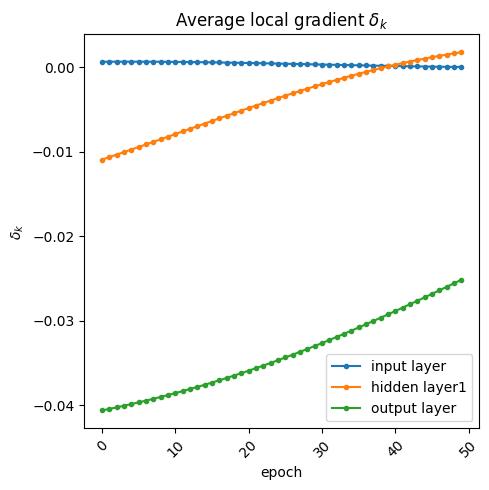 Average local gradient δₖ
0.00
−0.01
−0.02
−0.03
−0.04
δₖ
input layer
hidden layer1
output layer
0
10
20
30
40
50
epoch